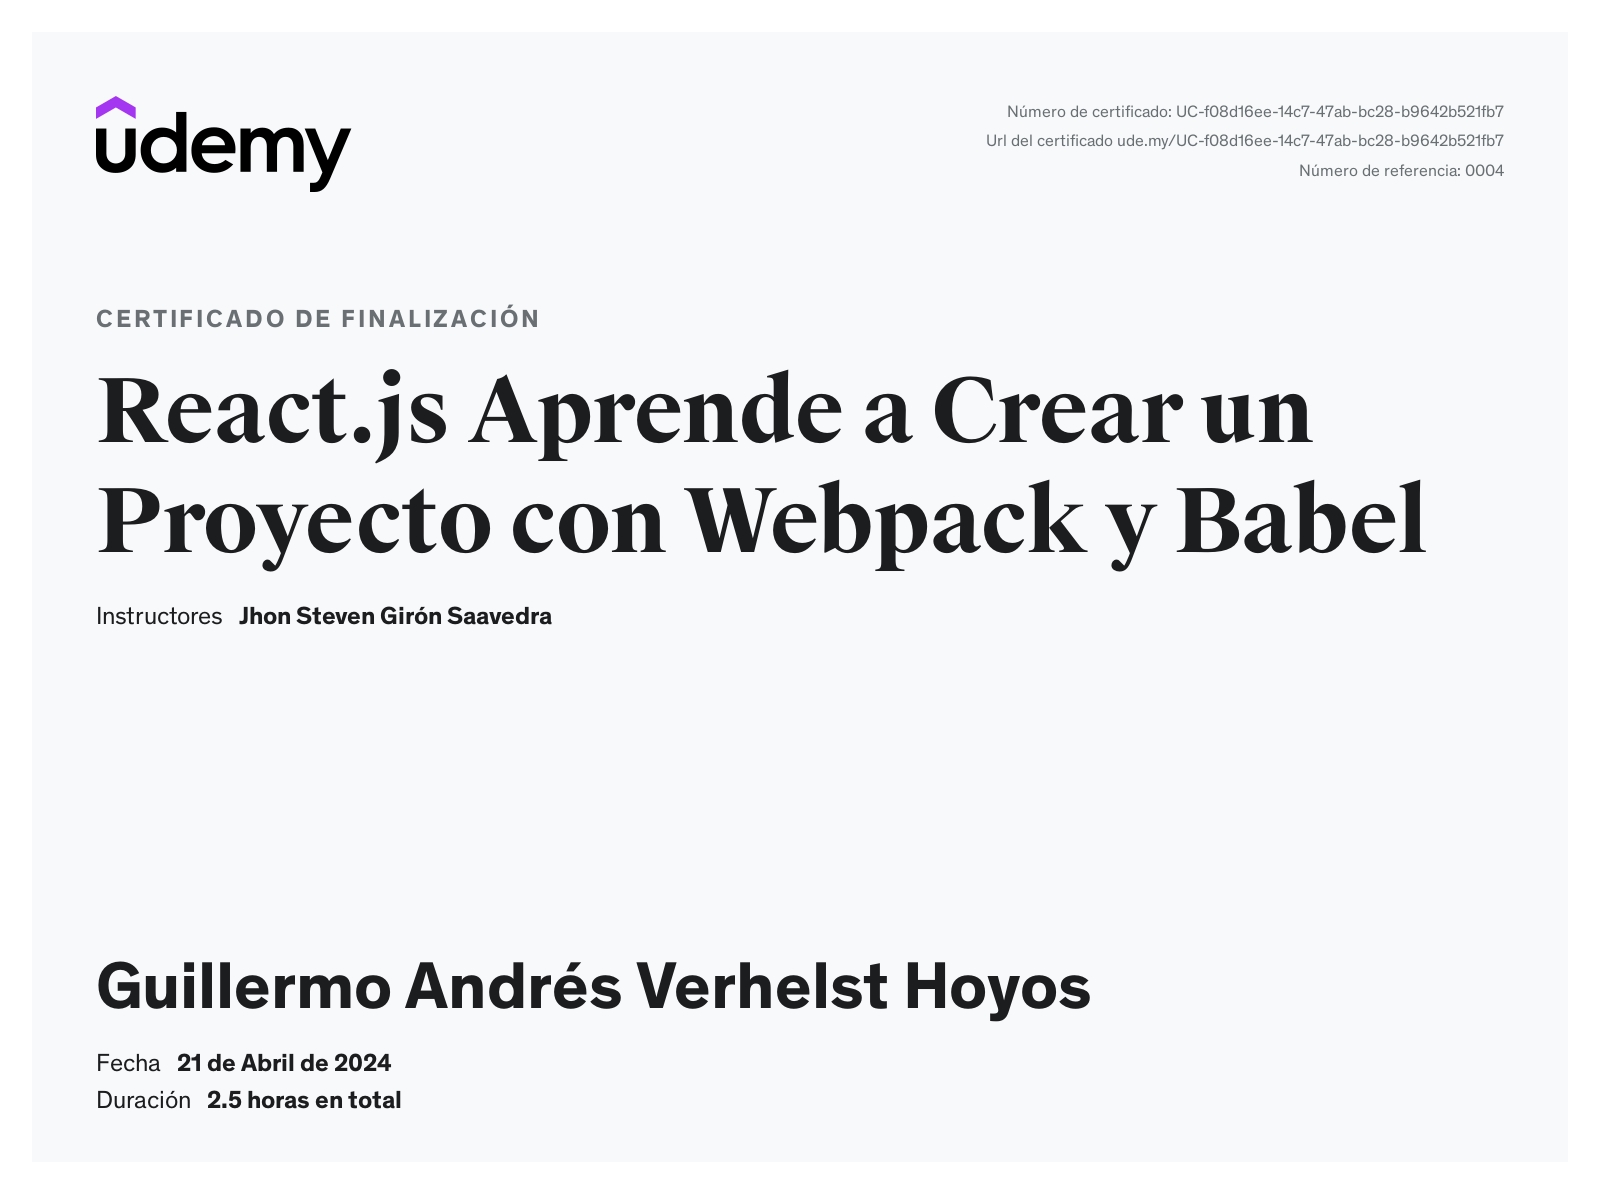 udemy
Número de certificado: UC-f08d16ee-14c7-47ab-bc28-b9642b521fb7
Url del certificado ude.my/UC-f08d16ee-14c7-47ab-bc28-b9642b521fb7
Número de referencia: 0004
CERTIFICADO DE FINALIZACIÓN
React.js Aprende a Crear un
Proyecto con Webpack y Babel
Instructores Jhon Steven Girón Saavedra
Guillermo Andrés Verhelst Hoyos
Fecha 21 de Abril de 2024
Duración 2.5 horas en total